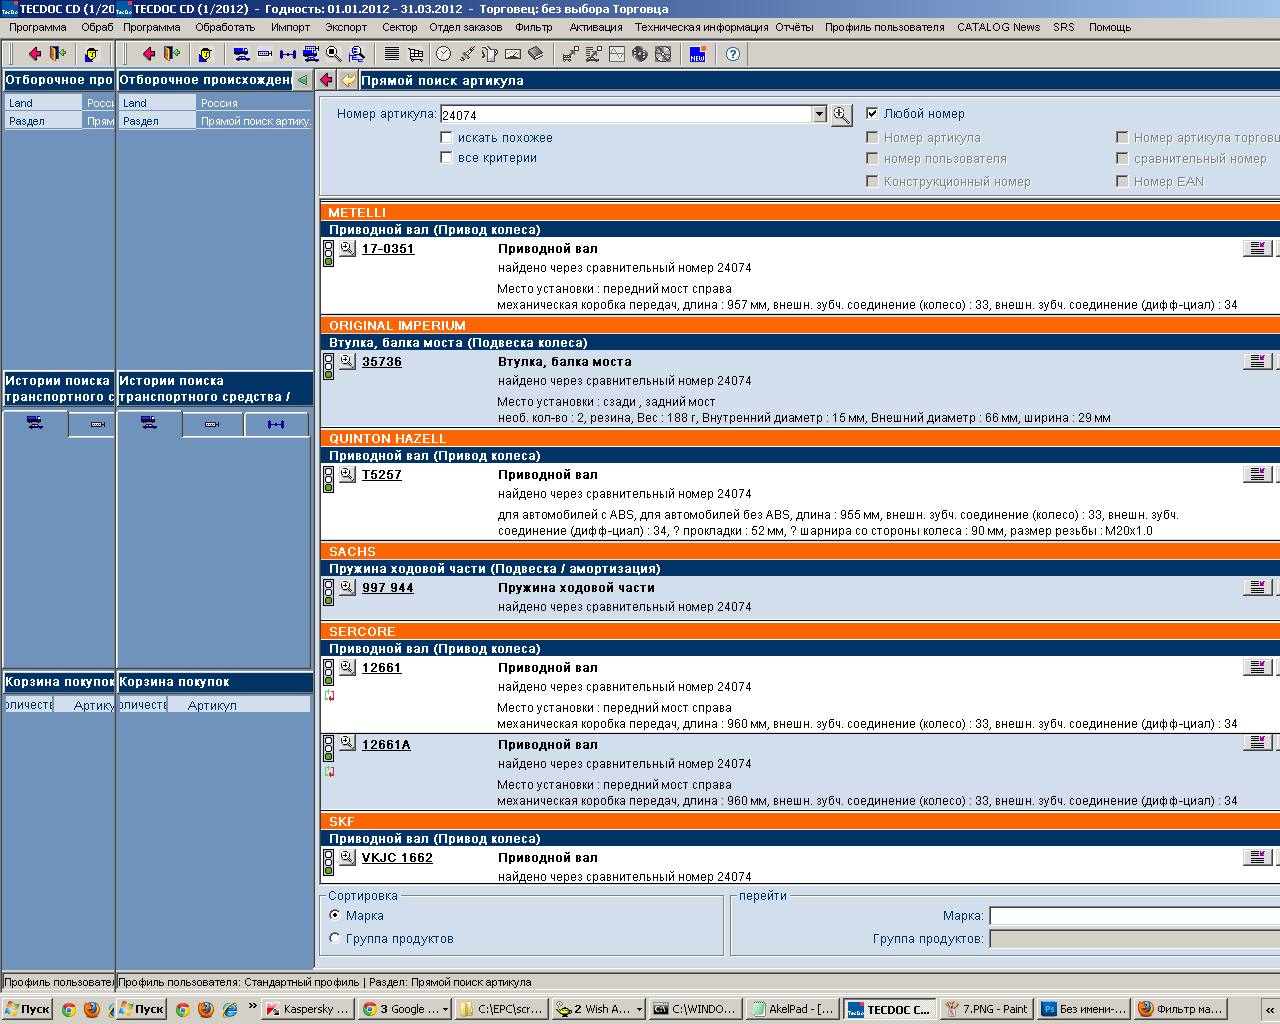 TECDOC CD (1/20
TECDOC CD (1/2012) - Годность: 01.01.2012 - 31.03.2012 - Торговец: без выбора Торговца
Программа Обраб Программа Обработать Импорт Экспорт Сектор Отдел заказов Фильтр Активация Техническая информация Отчёты Профиль пользователя CATALOG News SRS Помощь
Отборочное про Отборочное происхожден
Land Росси Land Россия
Раздел Прям Раздел Прямой поиск артику.
Прямой поиск артикула
Номер артикула: 24074
искать похожее
все критерии
Любой номер
Номер артикула Номер артикула торговц
номер пользователя сравнительный номер
Конструкционный номер Номер EAN
METELLI
Приводной вал (Привод колеса)
17-0351 Приводной вал
найдено через сравнительный номер 24074
Место установки : передний мост справа
механическая коробка передач, длина : 957 мм, внешн. зубч. соединение (колесо) : 33, внешн. зубч. соединение (дифф-циал) : 34
ORIGINAL IMPERIUM
Втулка, балка моста (Подвеска колеса)
35736 Втулка, балка моста
найдено через сравнительный номер 24074
Место установки : сзади , задний мост
необ. кол-во : 2, резина, Вес : 188 г, Внутренний диаметр : 15 мм, Внешний диаметр : 66 мм, ширина : 29 мм
QUINTON HAZELL
Приводной вал (Привод колеса)
T5257 Приводной вал
найдено через сравнительный номер 24074
для автомобилей с ABS, для автомобилей без ABS, длина : 955 мм, внешн. зубч. соединение (колесо) : 33, внешн. зубч.
соединение (дифф-циал) : 34, ? прокладки : 52 мм, ? шарнира со стороны колеса : 90 мм, размер резьбы : M20x1.0
SACHS
Пружина ходовой части (Подвеска / амортизация)
997 944 Пружина ходовой части
найдено через сравнительный номер 24074
SERCORE
Приводной вал (Привод колеса)
12661 Приводной вал
найдено через сравнительный номер 24074
Место установки : передний мост справа
механическая коробка передач, длина : 960 мм, внешн. зубч. соединение (колесо) : 33, внешн. зубч. соединение (дифф-циал) : 34
12661A Приводной вал
найдено через сравнительный номер 24074
Место установки : передний мост справа
механическая коробка передач, длина : 960 мм, внешн. зубч. соединение (колесо) : 33, внешн. зубч. соединение (дифф-циал) : 34
SKF
Приводной вал (Привод колеса)
VKJC 1662 Приводной вал
найдено через сравнительный номер 24074
Истории поиска Истории поиска
транспортного с транспортного средства /
Корзина покупок Корзина покупок
оличеств Артику оличеств Артикул
Сортировка
Марка
Группа продуктов
перейти
Марка:
Группа продуктов:
Профиль пользовател Профиль пользователя: Стандартный профиль | Раздел: Прямой поиск артикула
Пуск Пуск » Kaspersky ... 3 Google ... C:\EPC\scr... 2 Wish A... C:\WINDO... AkelPad - [... TECDOC C... 7.PNG - Paint Без имени-... Фильтр ма... «